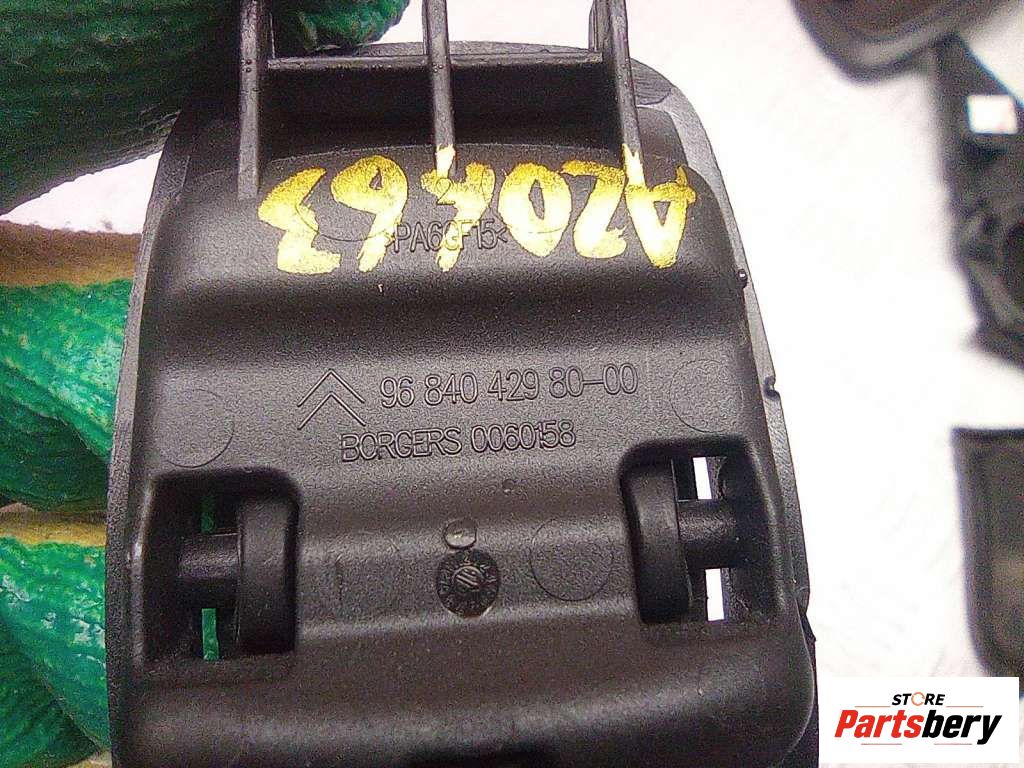 A20463
>PA6GF15<
96 840 429 80-00
BORGERS 0060158
STORE
Partsbery